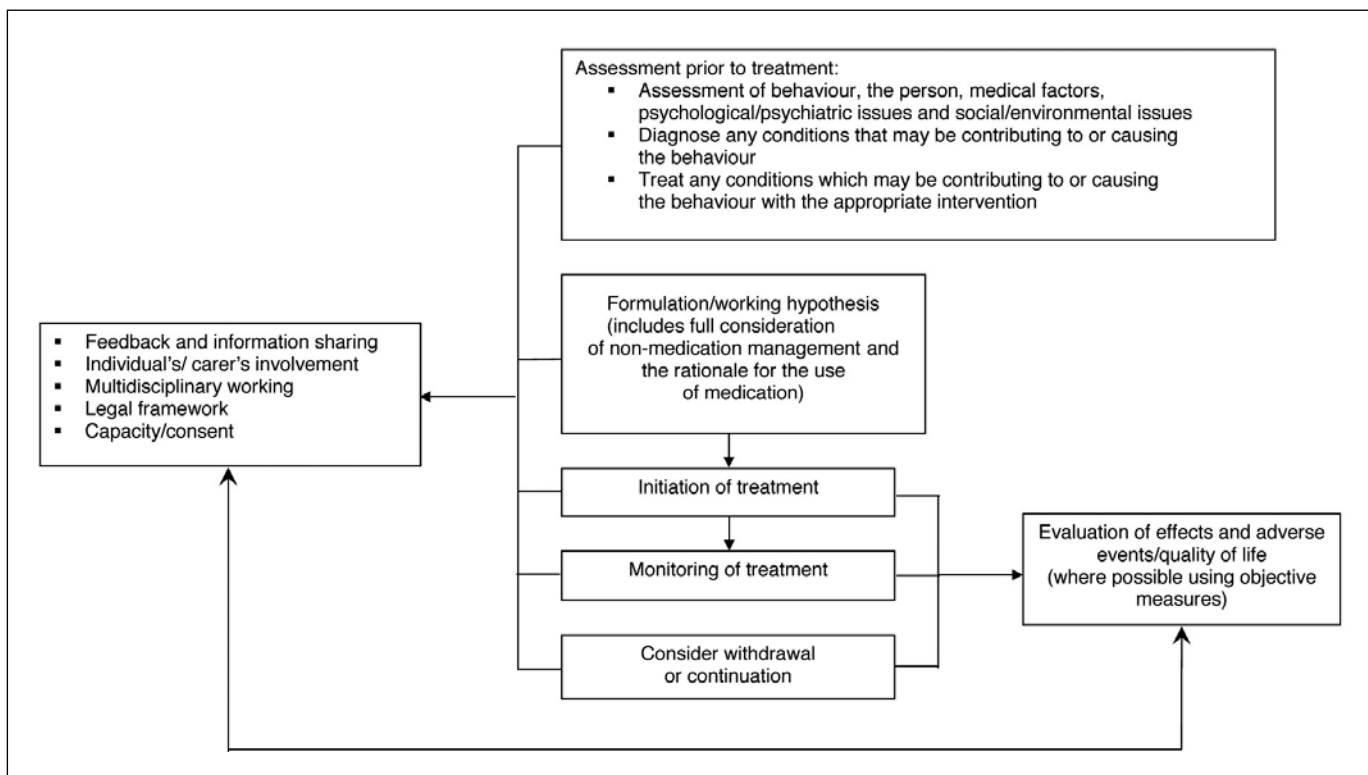 Assessment prior to treatment:
▪ Assessment of behaviour, the person, medical factors,
psychological/psychiatric issues and social/environmental issues
▪ Diagnose any conditions that may be contributing to or causing
the behaviour
▪ Treat any conditions which may be contributing to or causing
the behaviour with the appropriate intervention
Formulation/working hypothesis
(includes full consideration
of non-medication management and
the rationale for the use
of medication)
▪ Feedback and information sharing
▪ Individual's/ carer's involvement
▪ Multidisciplinary working
▪ Legal framework
▪ Capacity/consent
Initiation of treatment
Monitoring of treatment
Consider withdrawal
or continuation
Evaluation of effects and adverse
events/quality of life
(where possible using objective
measures)